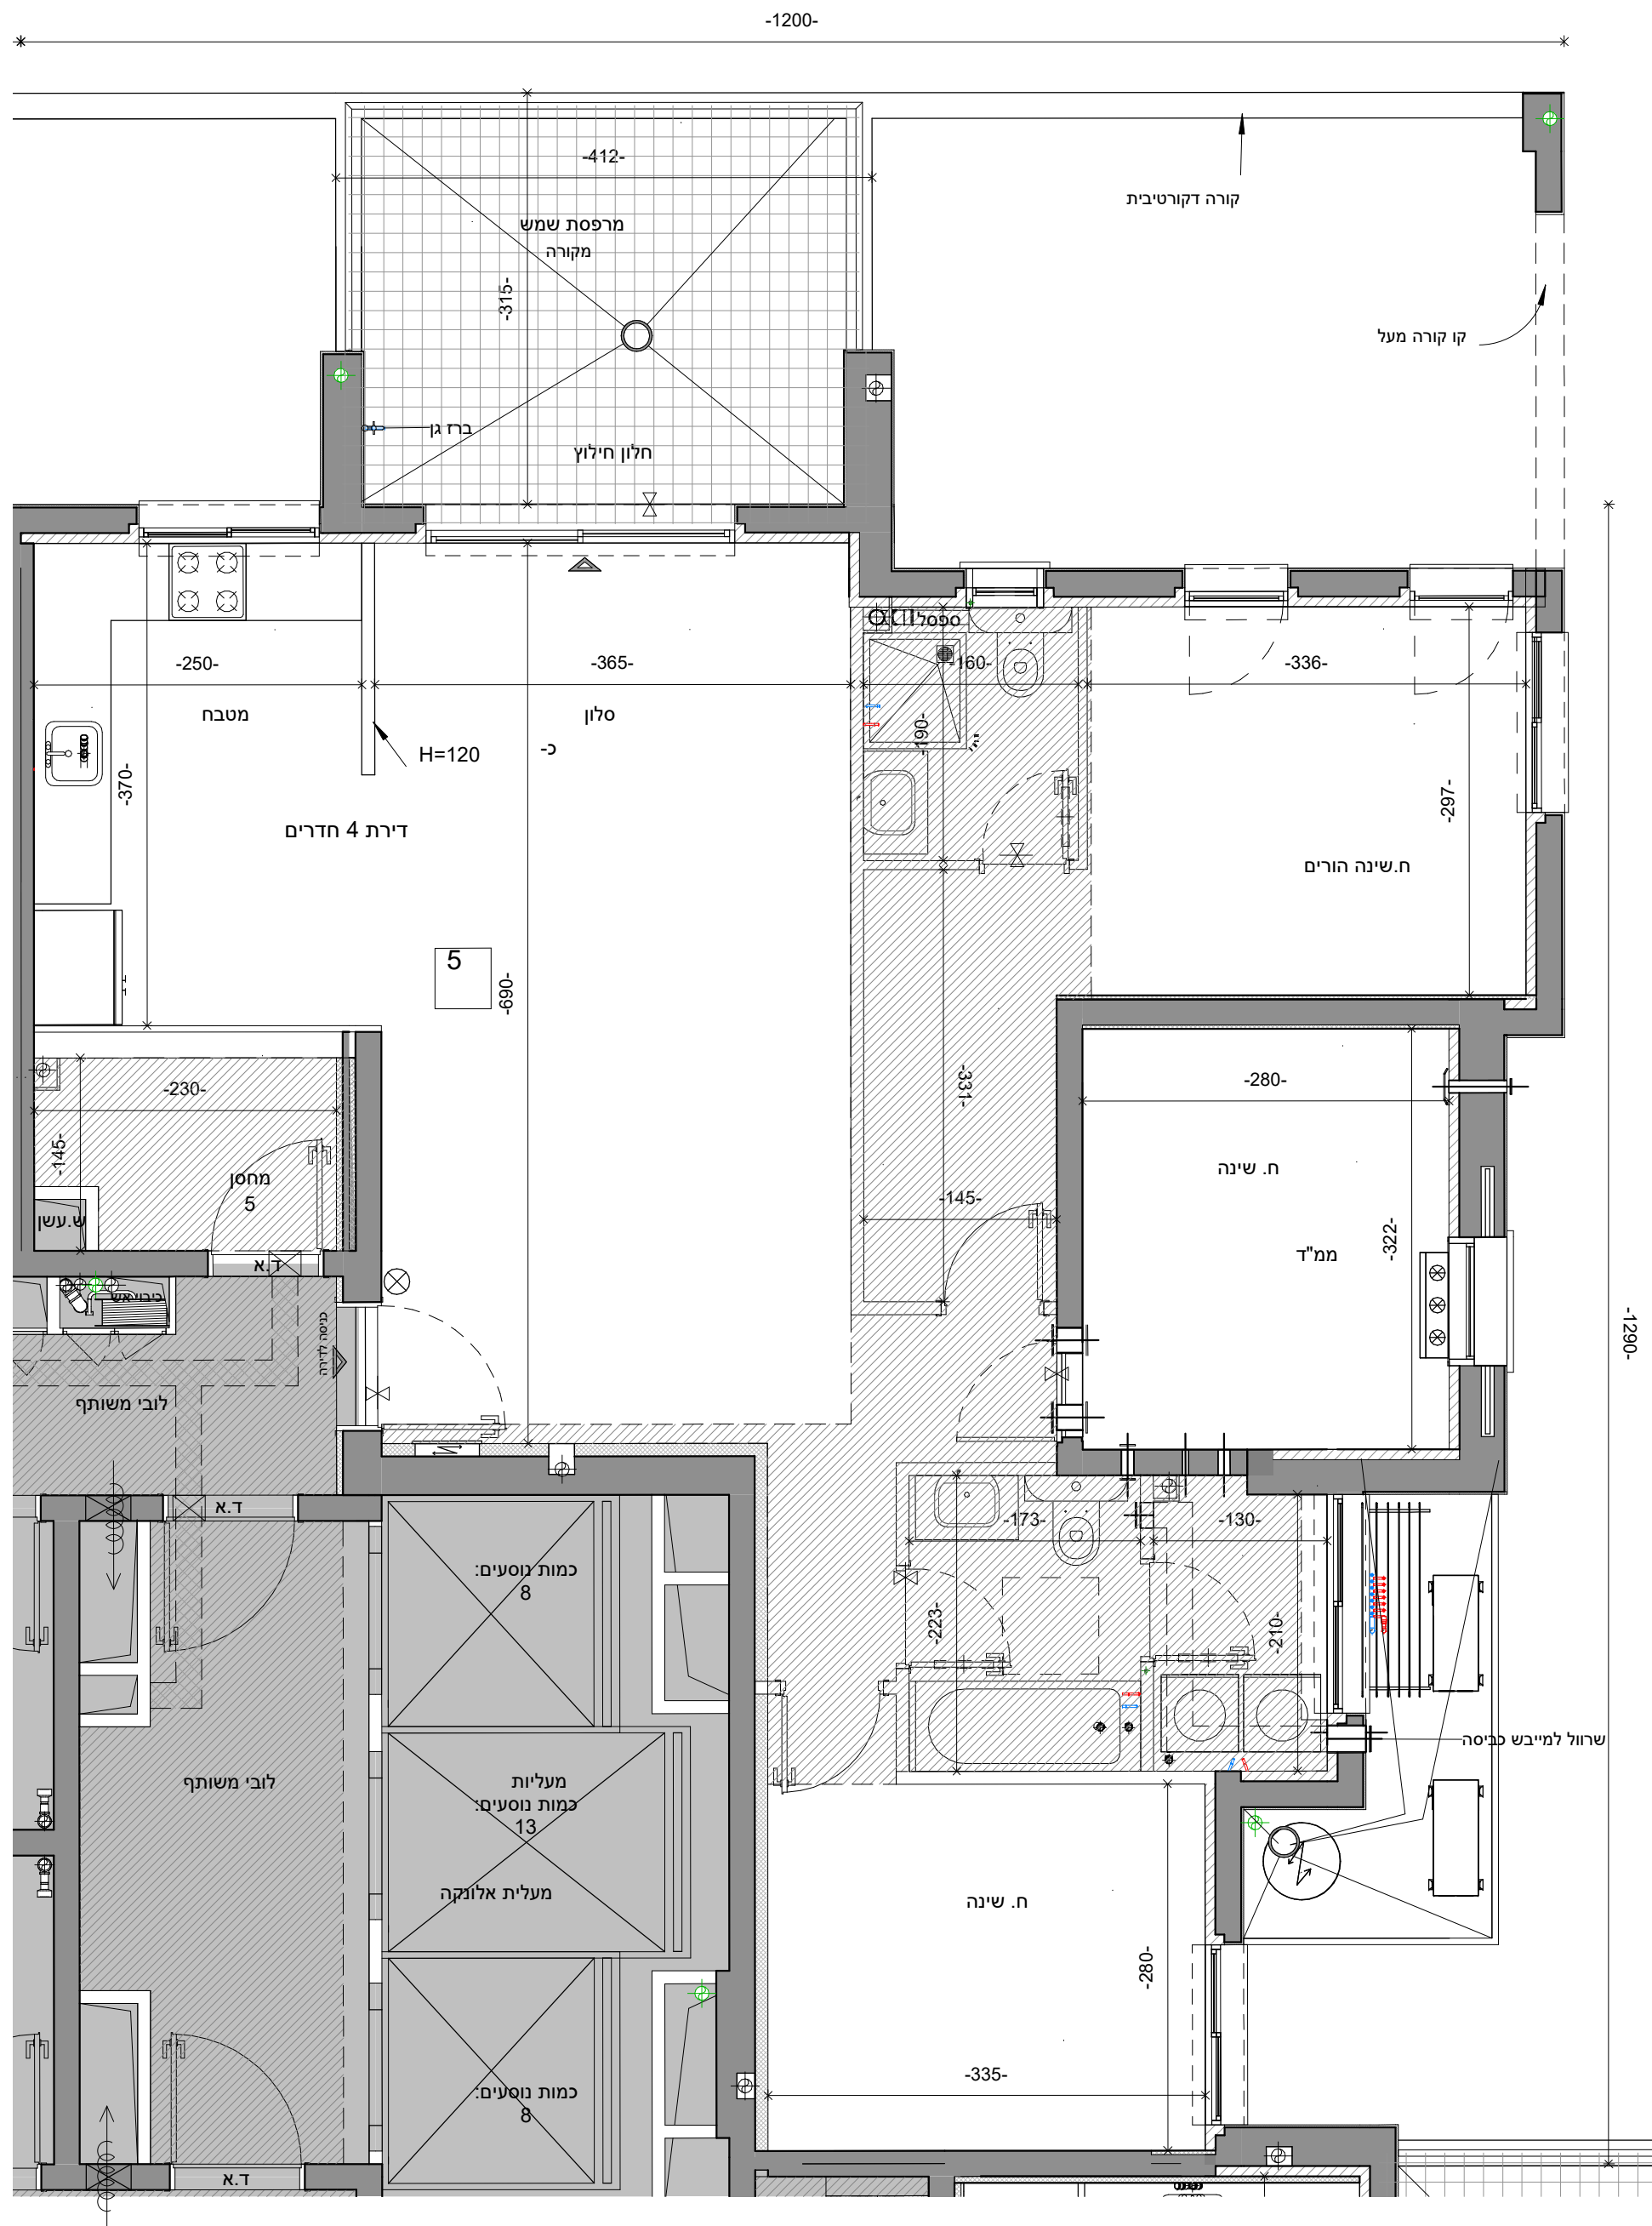 -1200-
-412-
קורה דקורטיבית
מרפסת שמש
מקורה
-315-
קו קורה מעל
ברז גן
חלון חילוץ
ספסל
-250-
-365-
-160-
-336-
מטבח
סלון
H=120
כ-
-190-
-370-
-297-
דירת 4 חדרים
ח.שינה הורים
5
-690-
-230-
-331-
-280-
-145-
מחסן
5
ח. שינה
-145-
ש.עשן
-322-
ממ"ד
ד.א
כיבוי אש
כניסה לדירה
-1290-
לובי משותף
ד.א
-173-
-130-
כמות נוסעים:
8
-223-
-210-
שרוול למייבש כביסה
לובי משותף
מעליות
כמות נוסעים:
13
מעלית אלונקה
ח. שינה
-280-
-335-
כמות נוסעים:
8
ד.א